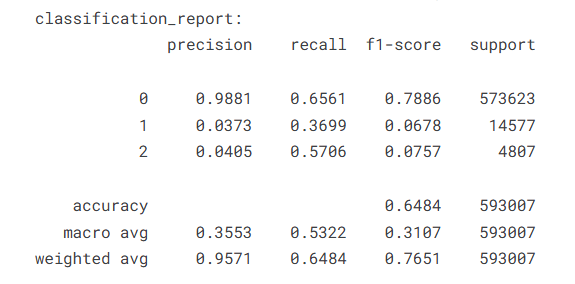 classification_report:
precision recall f1-score support
0 0.9881 0.6561 0.7886 573623
1 0.0373 0.3699 0.0678 14577
2 0.0405 0.5706 0.0757 4807
accuracy 0.6484 593007
macro avg 0.3553 0.5322 0.3107 593007
weighted avg 0.9571 0.6484 0.7651 593007